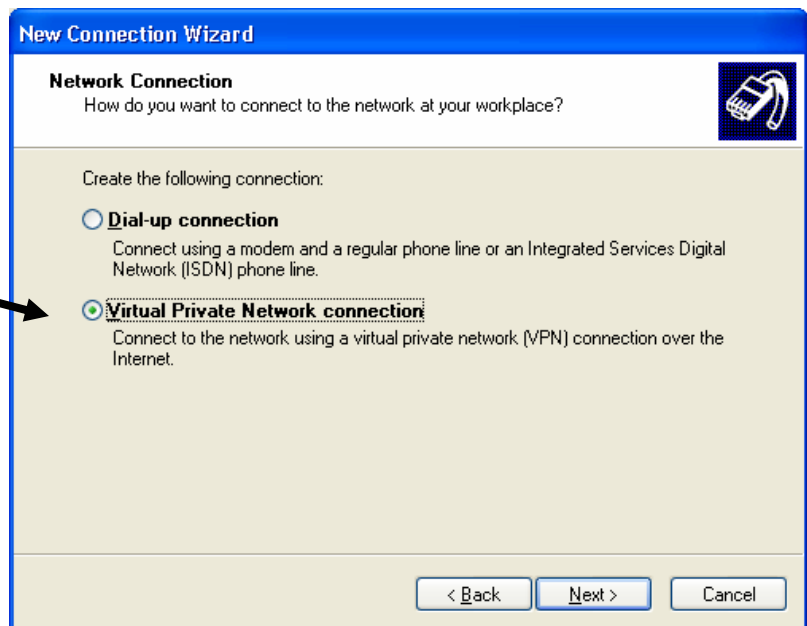 New Connection Wizard
Network Connection
How do you want to connect to the network at your workplace?
Create the following connection:
Dial-up connection
Connect using a modem and a regular phone line or an Integrated Services Digital
Network (ISDN) phone line.
Virtual Private Network connection
Connect to the network using a virtual private network (VPN) connection over the
Internet.
< Back
Next >
Cancel